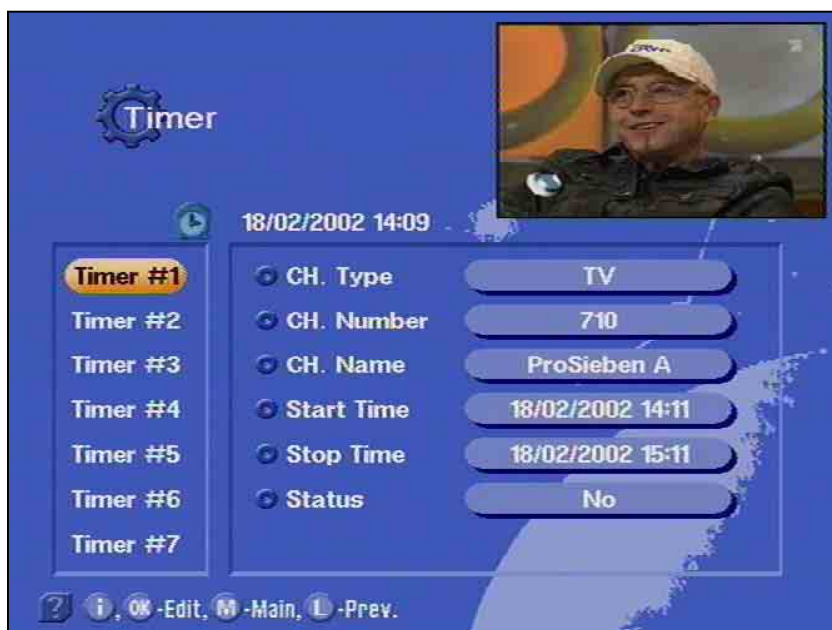 Timer
18/02/2002 14:09
Timer #1
Timer #2
Timer #3
Timer #4
Timer #5
Timer #6
Timer #7
CH. Type TV
CH. Number 710
CH. Name ProSieben A
Start Time 18/02/2002 14:11
Stop Time 18/02/2002 15:11
Status No
? i, OK -Edit, M -Main, L -Prev.